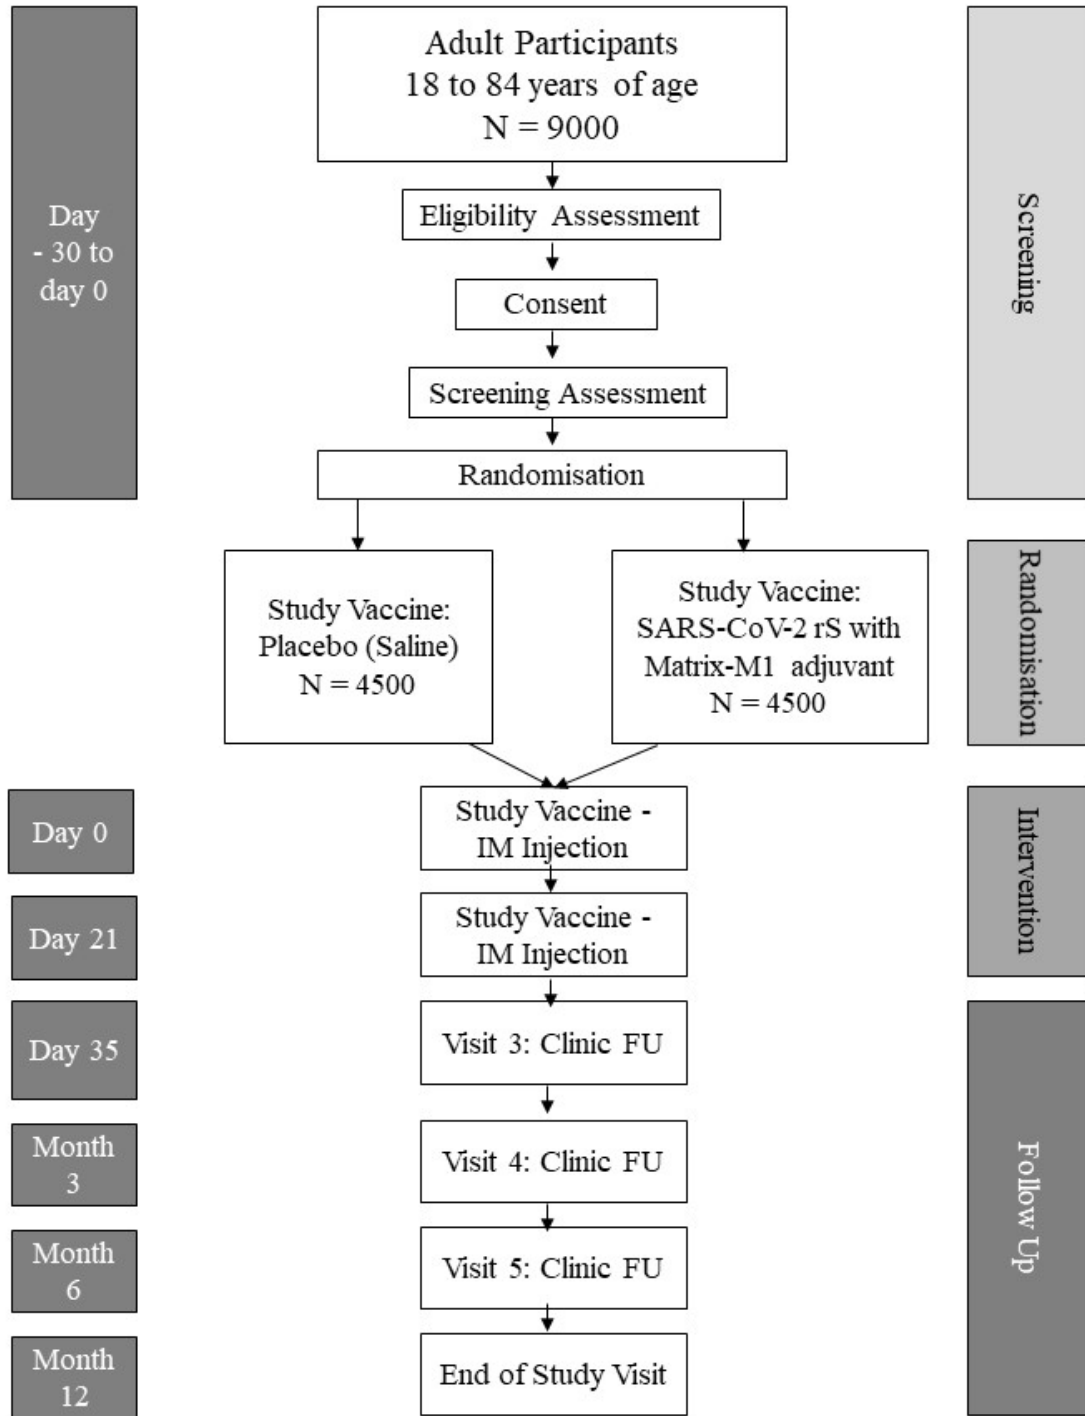 Adult Participants
18 to 84 years of age
N = 9000
Day
- 30 to
day 0
Eligibility Assessment
Consent
Screening Assessment
Randomisation
Screening
Study Vaccine:
Placebo (Saline)
N = 4500
Study Vaccine:
SARS-CoV-2 rS with
Matrix-M1 adjuvant
N = 4500
Randomisation
Day 0
Study Vaccine -
IM Injection
Intervention
Day 21
Study Vaccine -
IM Injection
Day 35
Visit 3: Clinic FU
Follow Up
Month
3
Visit 4: Clinic FU
Month
6
Visit 5: Clinic FU
Month
12
End of Study Visit